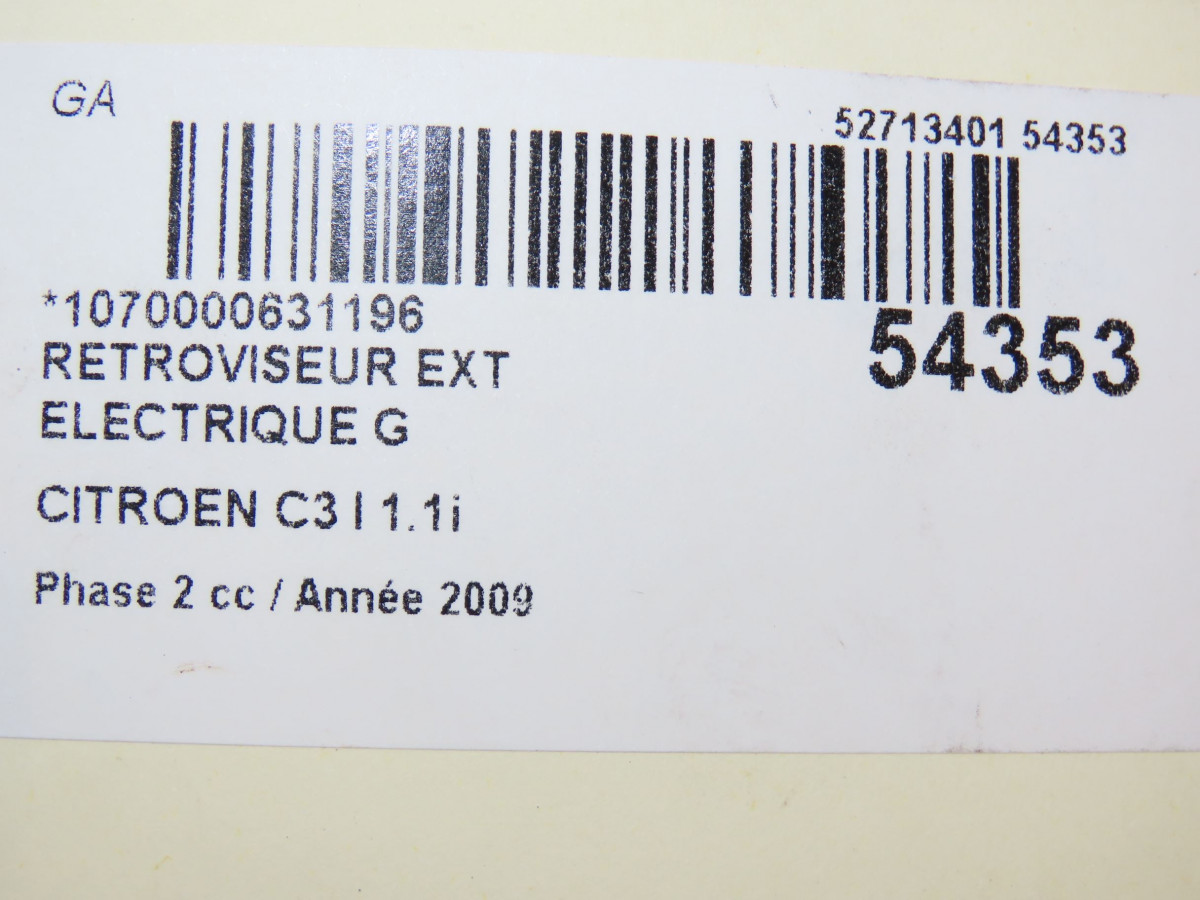 GA
52713401 54353
*1070000631196
54353
RETROVISEUR EXT
ELECTRIQUE G
CITROEN C3 I 1.1i
Phase 2 cc / Année 2009